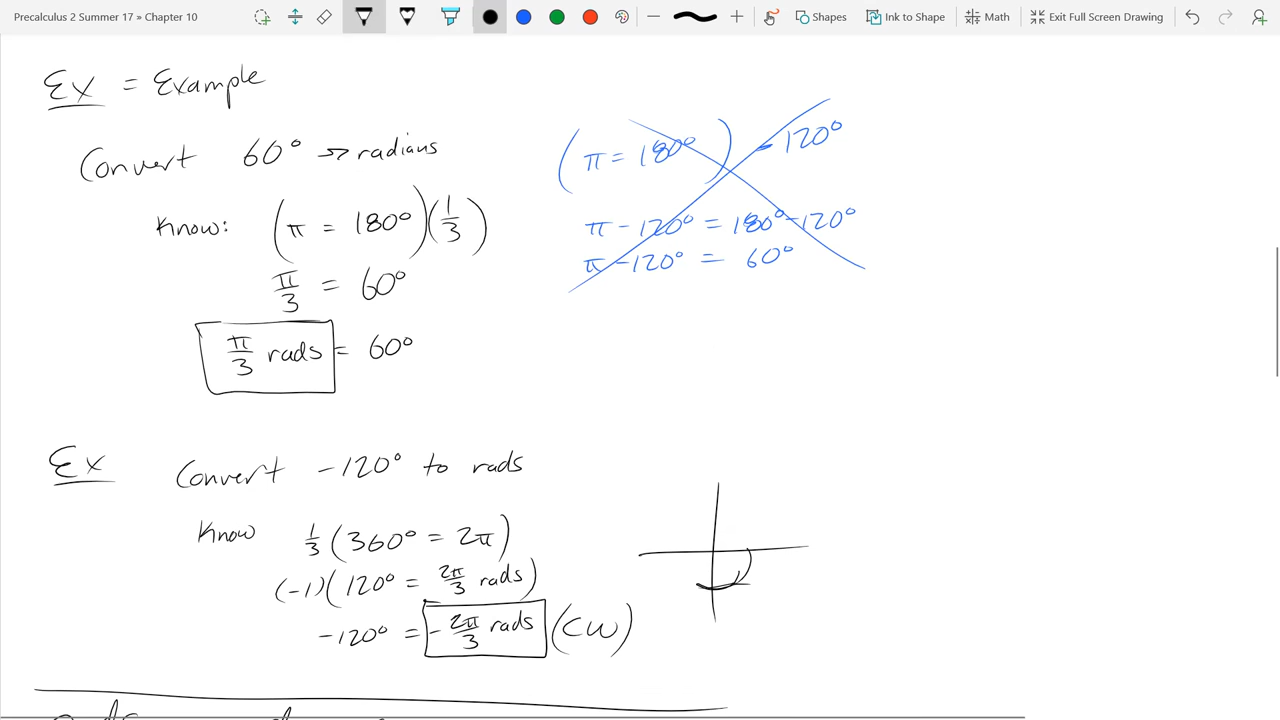 Precalculus 2 Summer 17 » Chapter 10
Shapes
Ink to Shape
Math
Exit Full Screen Drawing
Ex = Example
Convert 60° → radians
Know: (π = 180°)(1/3)
π/3 = 60°
π/3 rads = 60°
(π = 180°) - 120°
π - 120° = 180° - 120°
π - 120° = 60°
Ex Convert -120° to rads
Know 1/3 (360° = 2π)
(-1)(120° = 2π/3 rads)
-120° = -2π/3 rads (CW)